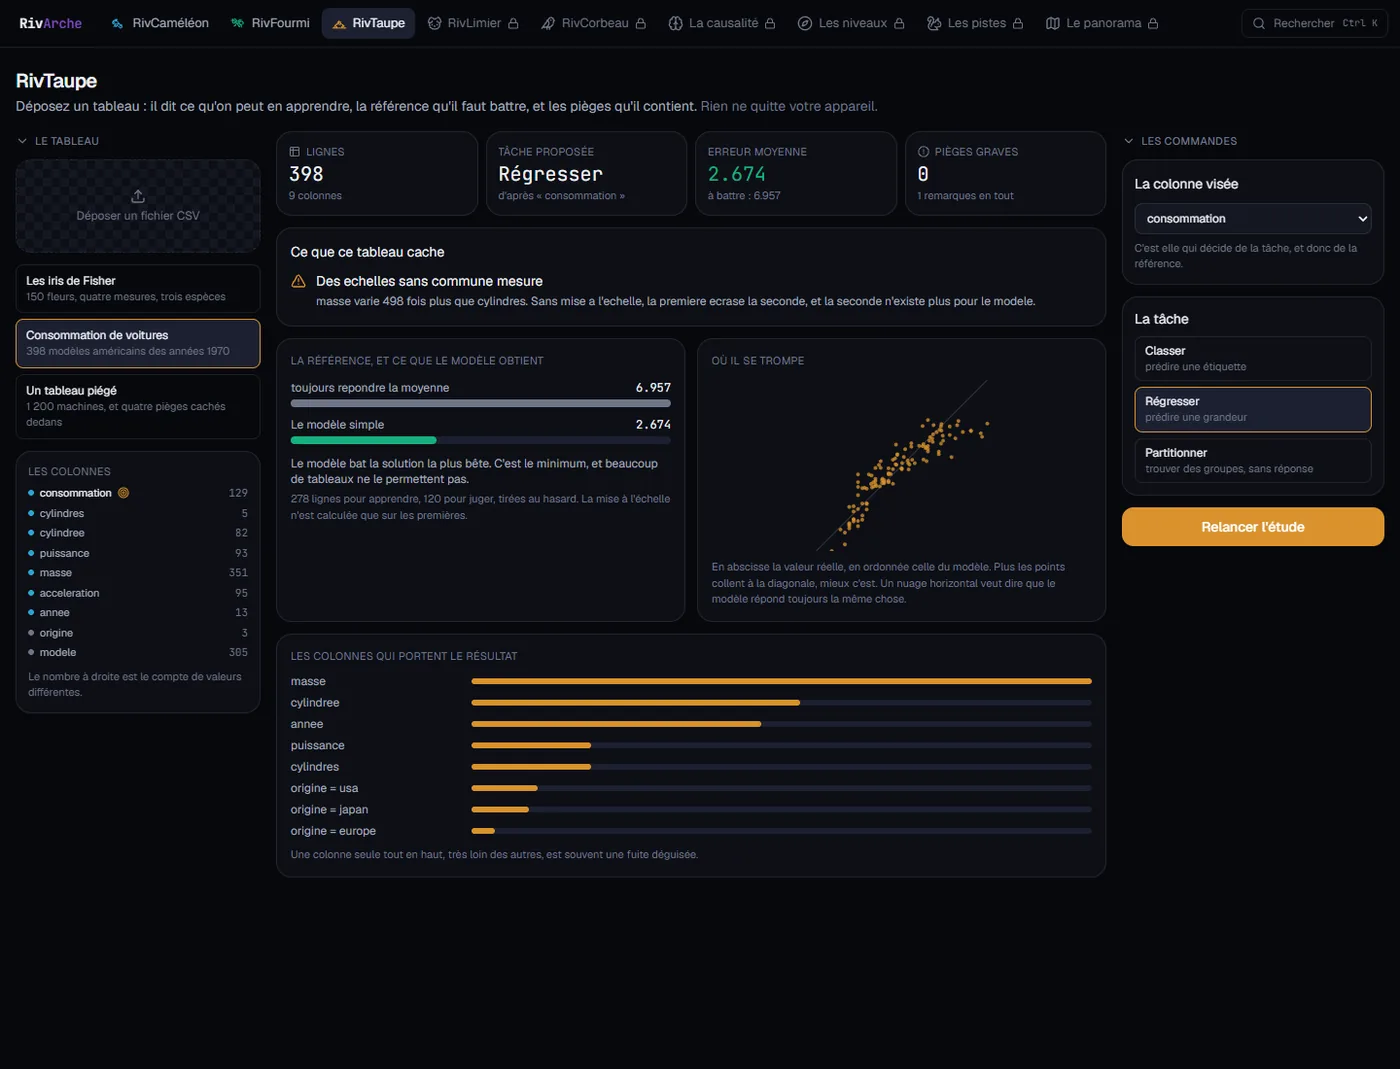 RivArche
RivCaméléon
RivFourmi
RivTaupe
RivLimier
RivCorbeau
La causalité
Les niveaux
Les pistes
Le panorama
Rechercher Ctrl K
RivTaupe
Déposez un tableau : il dit ce qu'on peut en apprendre, la référence qu'il faut battre, et les pièges qu'il contient. Rien ne quitte votre appareil.
LE TABLEAU
Déposer un fichier CSV
Les iris de Fisher
150 fleurs, quatre mesures, trois espèces
Consommation de voitures
398 modèles américains des années 1970
Un tableau piégé
1 200 machines, et quatre pièges cachés
dedans
LES COLONNES
consommation 129
cylindres 5
cylindree 82
puissance 93
masse 351
acceleration 95
annee 13
origine 3
modele 305
Le nombre à droite est le compte de valeurs
différentes.
LIGNES
398
9 colonnes
TÂCHE PROPOSÉE
Régresser
d'après « consommation »
ERREUR MOYENNE
2.674
à battre : 6.957
PIÈGES GRAVES
0
1 remarques en tout
Ce que ce tableau cache
Des echelles sans commune mesure
masse varie 498 fois plus que cylindres. Sans mise a l'echelle, la premiere ecrase la seconde, et la seconde n'existe plus pour le modele.
LA RÉFÉRENCE, ET CE QUE LE MODÈLE OBTIENT
toujours repondre la moyenne 6.957
Le modèle simple 2.674
Le modèle bat la solution la plus bête. C'est le minimum, et beaucoup
de tableaux ne le permettent pas.
278 lignes pour apprendre, 120 pour juger, tirées au hasard. La mise à l'échelle
n'est calculée que sur les premières.
OÙ IL SE TROMPE
En abscisse la valeur réelle, en ordonnée celle du modèle. Plus les points
collent à la diagonale, mieux c'est. Un nuage horizontal veut dire que le
modèle répond toujours la même chose.
LES COLONNES QUI PORTENT LE RÉSULTAT
masse
cylindree
annee
puissance
cylindres
origine = usa
origine = japan
origine = europe
Une colonne seule tout en haut, très loin des autres, est souvent une fuite déguisée.
LES COMMANDES
La colonne visée
consommation
C'est elle qui décide de la tâche, et donc de la
référence.
La tâche
Classer
prédire une étiquette
Régresser
prédire une grandeur
Partitionner
trouver des groupes, sans réponse
Relancer l'étude